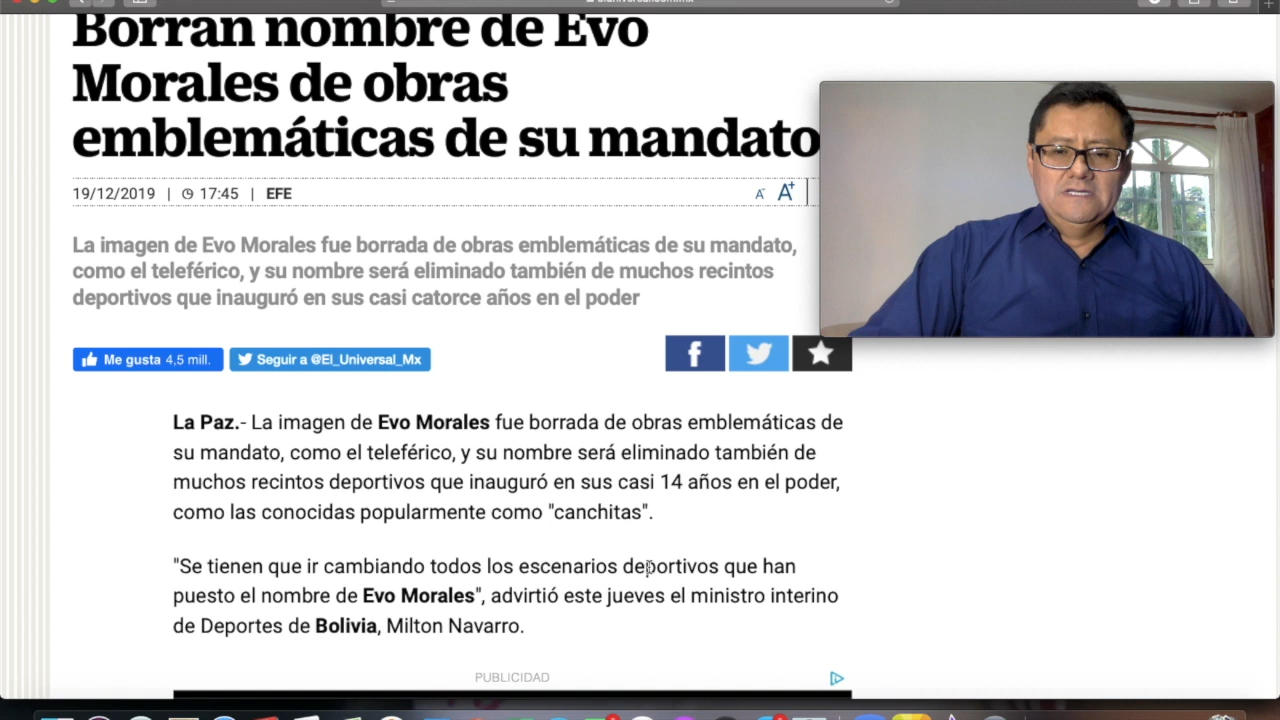 Borran nombre de Evo
Morales de obras
emblemáticas de su mandato
19/12/2019 | 17:45 | EFE
A- A+
La imagen de Evo Morales fue borrada de obras emblemáticas de su mandato,
como el teleférico, y su nombre será eliminado también de muchos recintos
deportivos que inauguró en sus casi catorce años en el poder
Me gusta 4,5 mill.
Seguir a @El_Universal_Mx
La Paz.- La imagen de Evo Morales fue borrada de obras emblemáticas de
su mandato, como el teleférico, y su nombre será eliminado también de
muchos recintos deportivos que inauguró en sus casi 14 años en el poder,
como las conocidas popularmente como "canchitas".
"Se tienen que ir cambiando todos los escenarios deportivos que han
puesto el nombre de Evo Morales", advirtió este jueves el ministro interino
de Deportes de Bolivia, Milton Navarro.
PUBLICIDAD